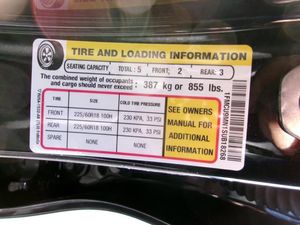 TIRE AND LOADING INFORMATION
SEATING CAPACITY TOTAL: 5 FRONT: 2 REAR: 3
The combined weight of occupants and cargo should never exceed: 387 kg or 855 lbs.
TIRE SIZE COLD TIRE PRESSURE
FRONT 225/60R18 100H 230 KPA, 33 PSI
REAR 225/60R18 100H 230 KPA, 33 PSI
SPARE NONE NONE
SEE OWNERS
MANUAL FOR
ADDITIONAL
INFORMATION